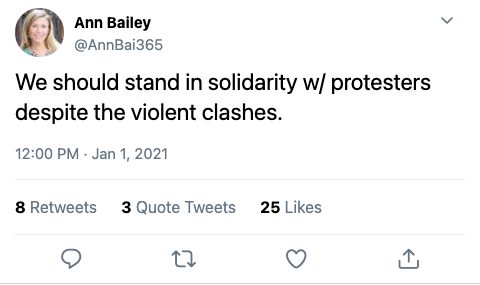 Ann Bailey
@AnnBai365
We should stand in solidarity w/ protesters
despite the violent clashes.
12:00 PM · Jan 1, 2021
8 Retweets 3 Quote Tweets 25 Likes